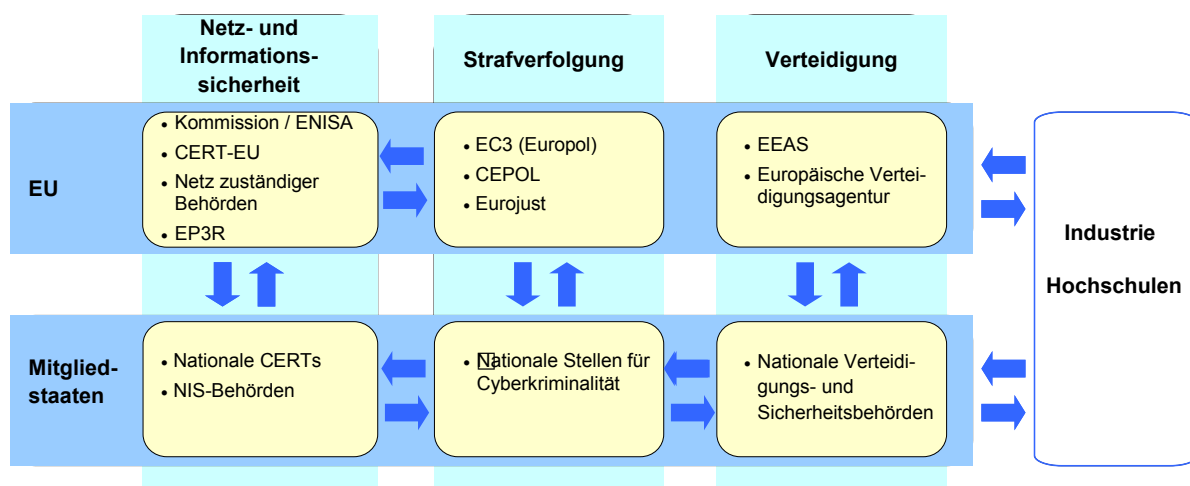 Netz- und
Informations-
sicherheit
Strafverfolgung
Verteidigung
EU
• Kommission / ENISA
• CERT-EU
• Netz zuständiger
Behörden
• EP3R
• EC3 (Europol)
• CEPOL
• Eurojust
• EEAS
• Europäische Vertei-
digungsagentur
Industrie
Hochschulen
Mitglied-
staaten
• Nationale CERTs
• NIS-Behörden
• Nationale Stellen für
Cyberkriminalität
• Nationale Verteidi-
gungs- und
Sicherheitsbehörden